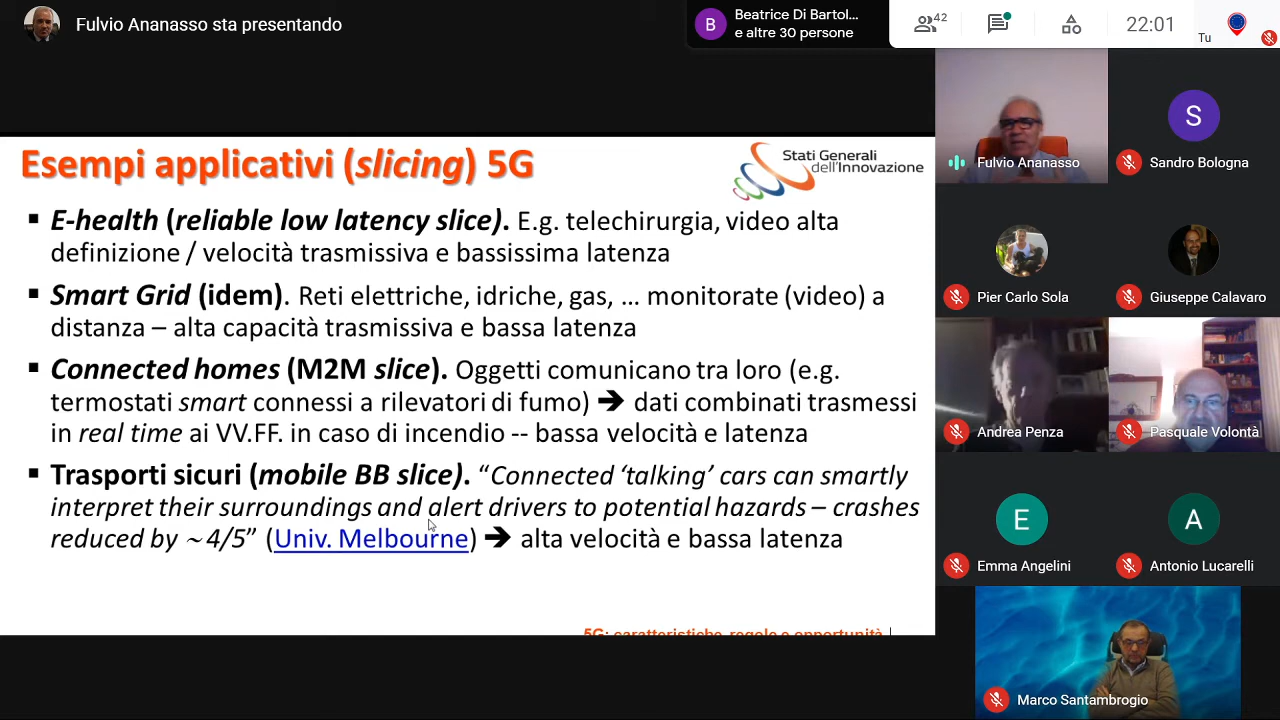 Fulvio Ananasso sta presentando
B
Beatrice Di Bartol...
e altre 30 persone
42
22:01
Tu
Esempi applicativi (slicing) 5G
Stati Generali
dell'Innovazione
▪ E-health (reliable low latency slice). E.g. telechirurgia, video alta
definizione / velocità trasmissiva e bassissima latenza
▪ Smart Grid (idem). Reti elettriche, idriche, gas, … monitorate (video) a
distanza – alta capacità trasmissiva e bassa latenza
▪ Connected homes (M2M slice). Oggetti comunicano tra loro (e.g.
termostati smart connessi a rilevatori di fumo) ➔ dati combinati trasmessi
in real time ai VV.FF. in caso di incendio -- bassa velocità e latenza
▪ Trasporti sicuri (mobile BB slice). “Connected ‘talking’ cars can smartly
interpret their surroundings and alert drivers to potential hazards – crashes
reduced by ~4/5” (Univ. Melbourne) ➔ alta velocità e bassa latenza
5G: caratteristiche, regole e opportunità
Fulvio Ananasso
S
Sandro Bologna
Pier Carlo Sola
Giuseppe Calavaro
Andrea Penza
Pasquale Volontà
E
Emma Angelini
A
Antonio Lucarelli
Marco Santambrogio